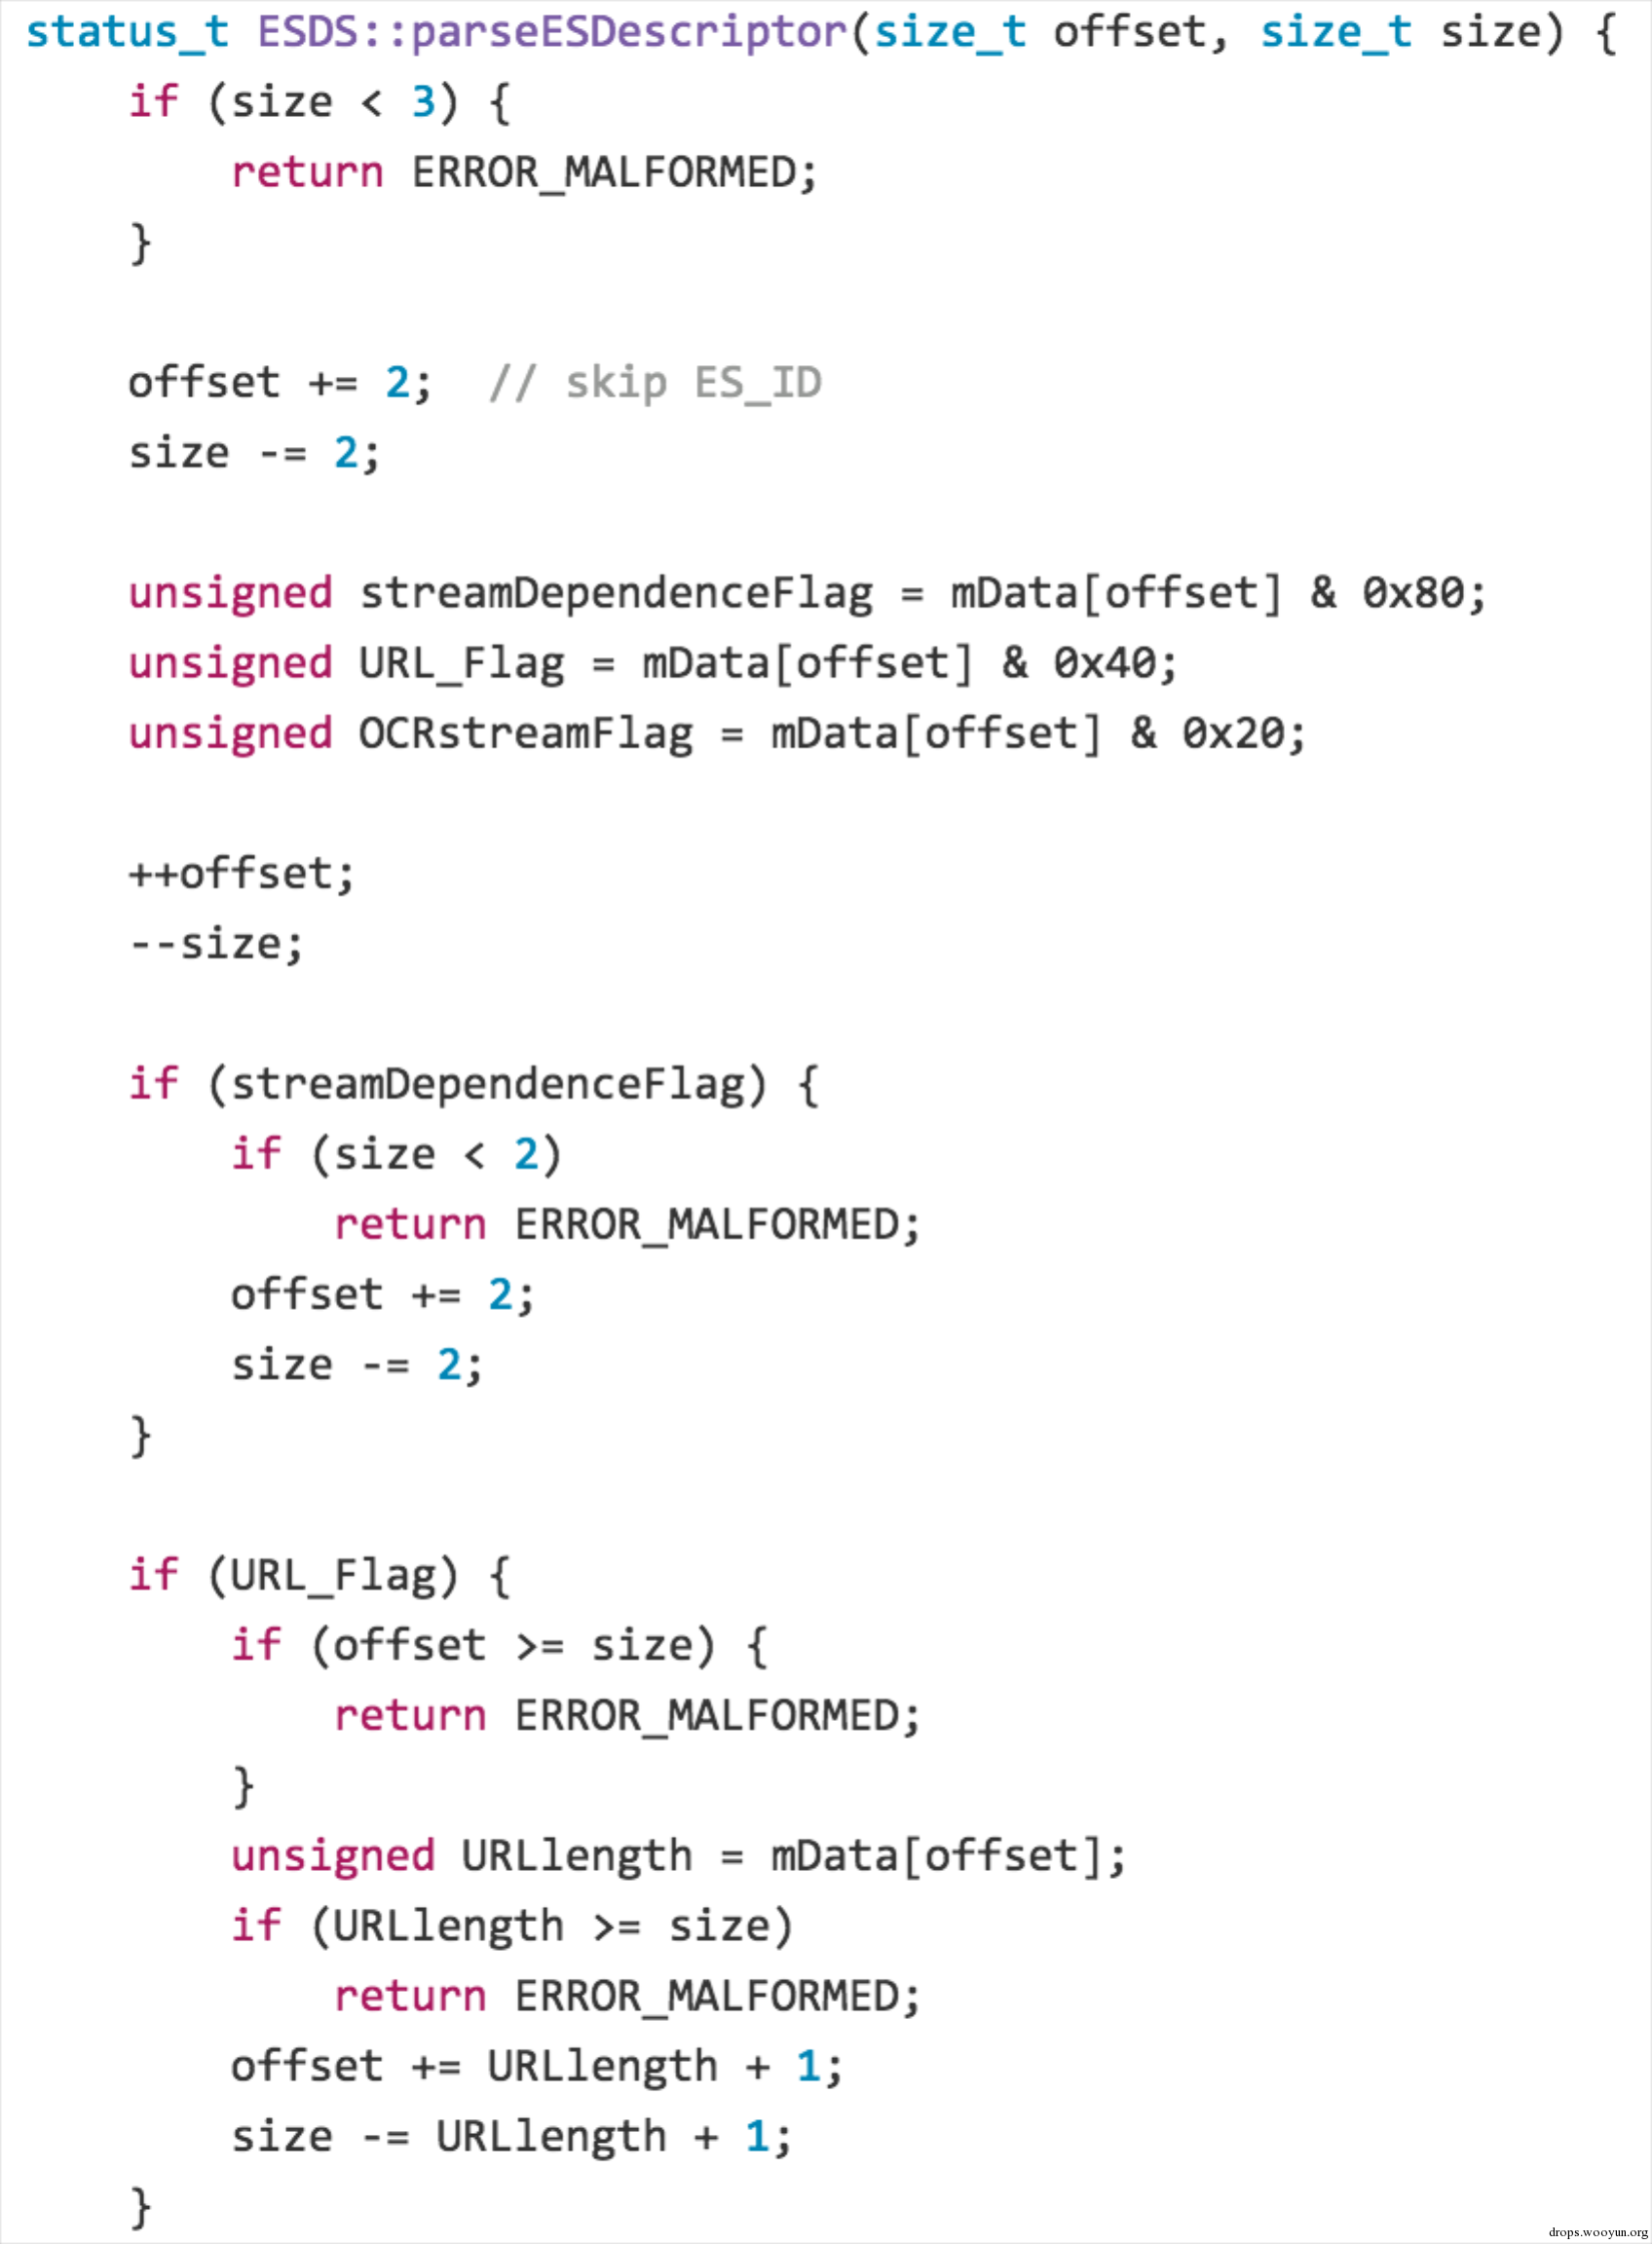 status_t ESDS::parseESDescriptor(size_t offset, size_t size) {
    if (size < 3) {
        return ERROR_MALFORMED;
    }

    offset += 2;  // skip ES_ID
    size -= 2;

    unsigned streamDependenceFlag = mData[offset] & 0x80;
    unsigned URL_Flag = mData[offset] & 0x40;
    unsigned OCRstreamFlag = mData[offset] & 0x20;

    ++offset;
    --size;

    if (streamDependenceFlag) {
        if (size < 2)
            return ERROR_MALFORMED;
        offset += 2;
        size -= 2;
    }

    if (URL_Flag) {
        if (offset >= size) {
            return ERROR_MALFORMED;
        }
        unsigned URLlength = mData[offset];
        if (URLlength >= size)
            return ERROR_MALFORMED;
        offset += URLlength + 1;
        size -= URLlength + 1;
    }
drops.wooyun.org